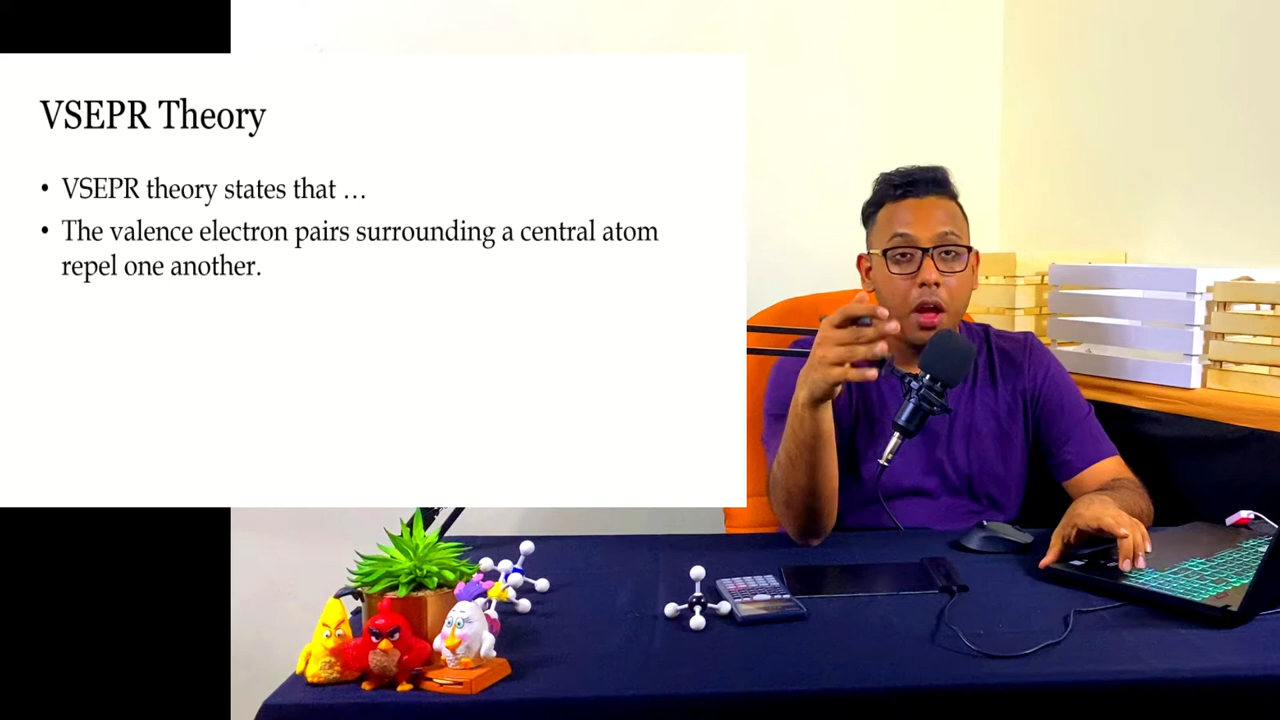 VSEPR Theory
• VSEPR theory states that …
• The valence electron pairs surrounding a central atom
repel one another.